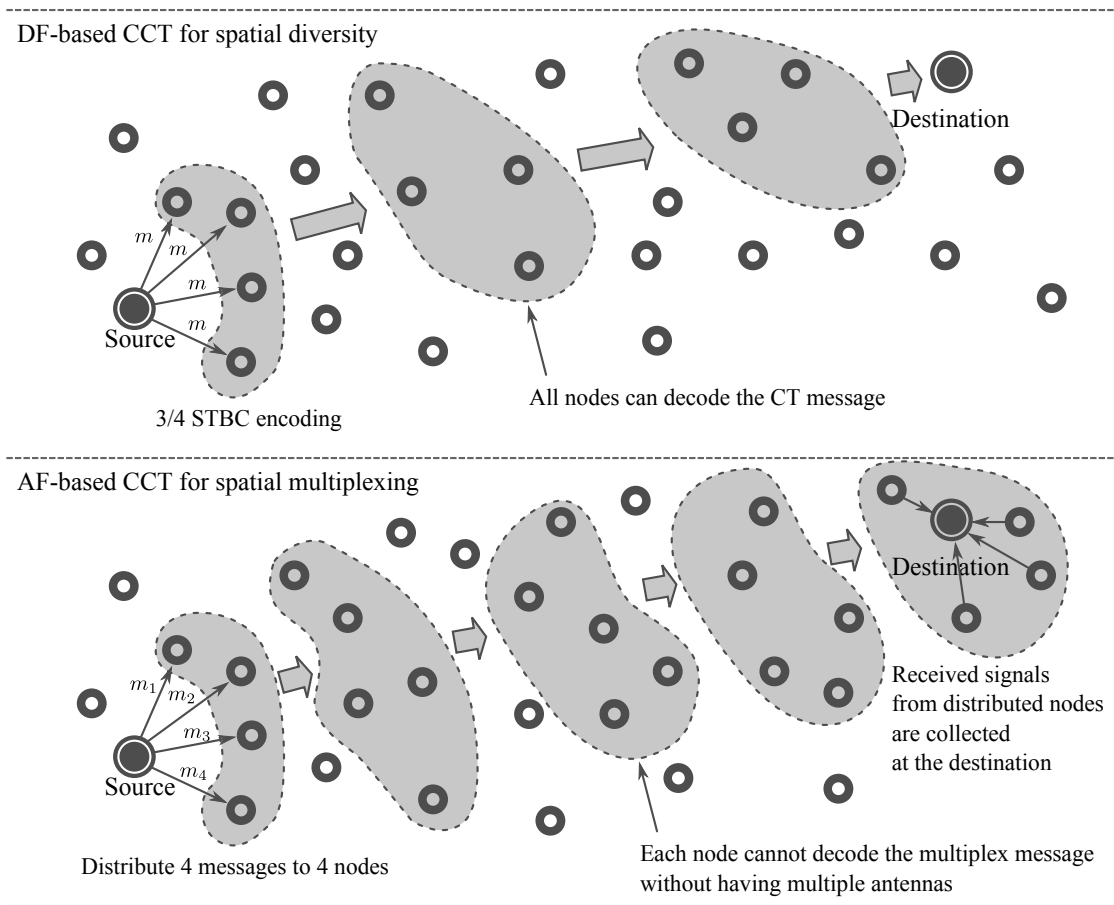 DF-based CCT for spatial diversity
Destination
m
m
m
m
Source
3/4 STBC encoding
All nodes can decode the CT message
AF-based CCT for spatial multiplexing
Destination
m1
m2
m3
m4
Source
Received signals
from distributed nodes
are collected
at the destination
Distribute 4 messages to 4 nodes
Each node cannot decode the multiplex message
without having multiple antennas